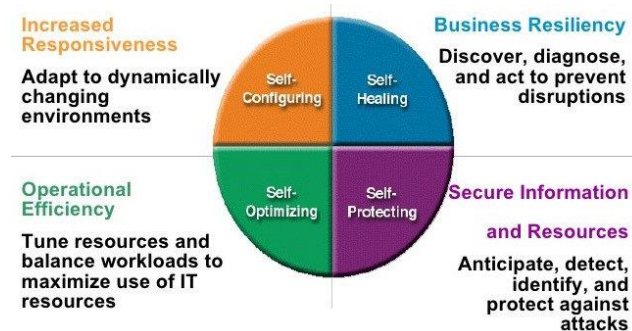 Increased
Responsiveness
Adapt to dynamically
changing
environments
Self-
Configuring
Self-
Healing
Business Resiliency
Discover, diagnose,
and act to prevent
disruptions
Operational
Efficiency
Tune resources and
balance workloads to
maximize use of IT
resources
Self-
Optimizing
Self-
Protecting
Secure Information
and Resources
Anticipate, detect,
identify, and
protect against
attacks